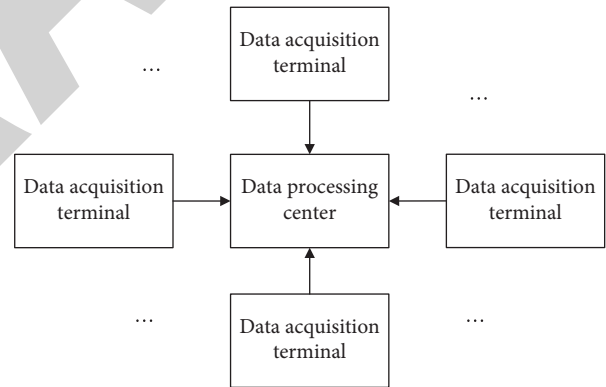 Data acquisition
terminal
…
…
Data acquisition
terminal
Data processing
center
Data acquisition
terminal
…
Data acquisition
terminal
…